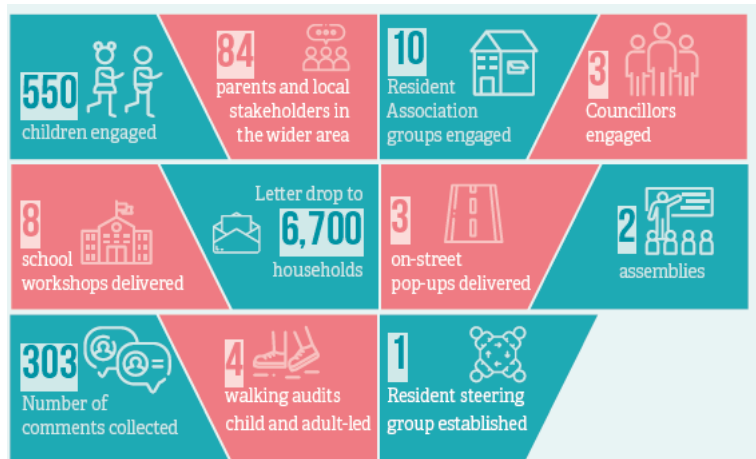 550
children engaged
84
parents and local
stakeholders in
the wider area
10
Resident
Association
groups engaged
3
Councillors
engaged
8
school
workshops delivered
Letter drop to
6,700
households
3
on-street
pop-ups delivered
2
assemblies
303
Number of
comments collected
4
walking audits
child and adult-led
1
Resident steering
group established